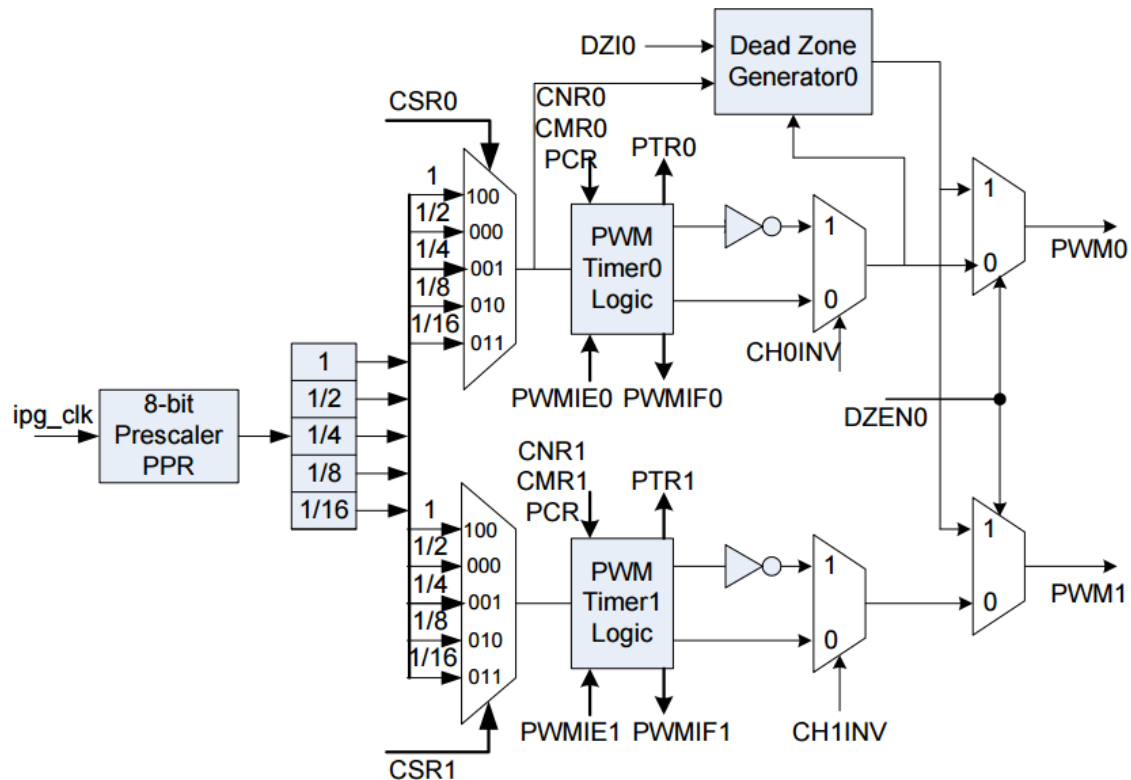 DZI0
Dead Zone
Generator0
CSR0
CNR0
CMR0
PCR
PTR0
1
1/2
1/4
1/8
1/16
100
000
001
010
011
PWM
Timer0
Logic
1
0
CH0INV
1
0
PWM0
PWMIE0
PWMIF0
DZEN0
ipg_clk
8-bit
Prescaler
PPR
1
1/2
1/4
1/8
1/16
CNR1
CMR1
PCR
PTR1
1
1/2
1/4
1/8
1/16
100
000
001
010
011
PWM
Timer1
Logic
1
0
CH1INV
1
0
PWM1
PWMIE1
PWMIF1
CSR1